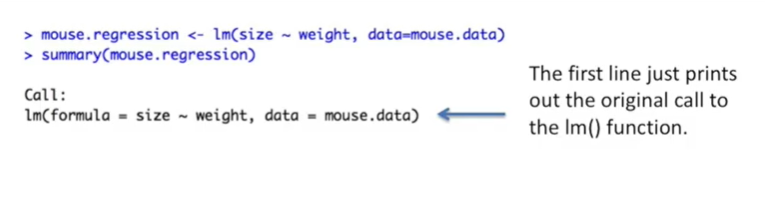 > mouse.regression <- lm(size ~ weight, data=mouse.data)
> summary(mouse.regression)
Call:
lm(formula = size ~ weight, data = mouse.data)
The first line just prints
out the original call to
the lm() function.